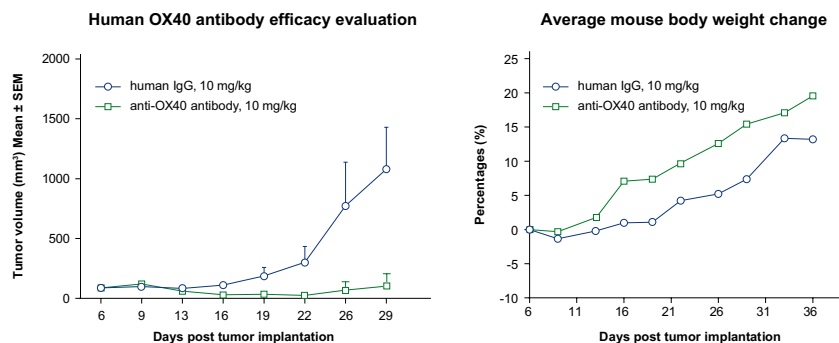 Human OX40 antibody efficacy evaluation
Tumor volume (mm³) Mean ± SEM
2000
1500
1000
500
0
human IgG, 10 mg/kg
anti-OX40 antibody, 10 mg/kg
6 9 13 16 19 22 26 29
Days post tumor implantation
Average mouse body weight change
Percentages (%)
25
20
15
10
5
0
-5
-10
human IgG, 10 mg/kg
anti-OX40 antibody, 10 mg/kg
6 11 16 21 26 31 36
Days post tumor implantation